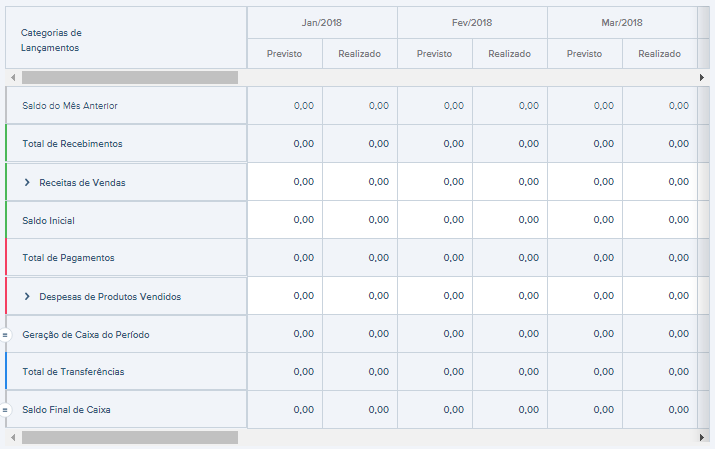 Categorias de
Lançamentos
Jan/2018 Fev/2018 Mar/2018
Previsto Realizado Previsto Realizado Previsto Realizado
Saldo do Mês Anterior 0,00 0,00 0,00 0,00 0,00 0,00
Total de Recebimentos 0,00 0,00 0,00 0,00 0,00 0,00
Receitas de Vendas 0,00 0,00 0,00 0,00 0,00 0,00
Saldo Inicial 0,00 0,00 0,00 0,00 0,00 0,00
Total de Pagamentos 0,00 0,00 0,00 0,00 0,00 0,00
Despesas de Produtos Vendidos 0,00 0,00 0,00 0,00 0,00 0,00
Geração de Caixa do Período 0,00 0,00 0,00 0,00 0,00 0,00
Total de Transferências 0,00 0,00 0,00 0,00 0,00 0,00
Saldo Final de Caixa 0,00 0,00 0,00 0,00 0,00 0,00